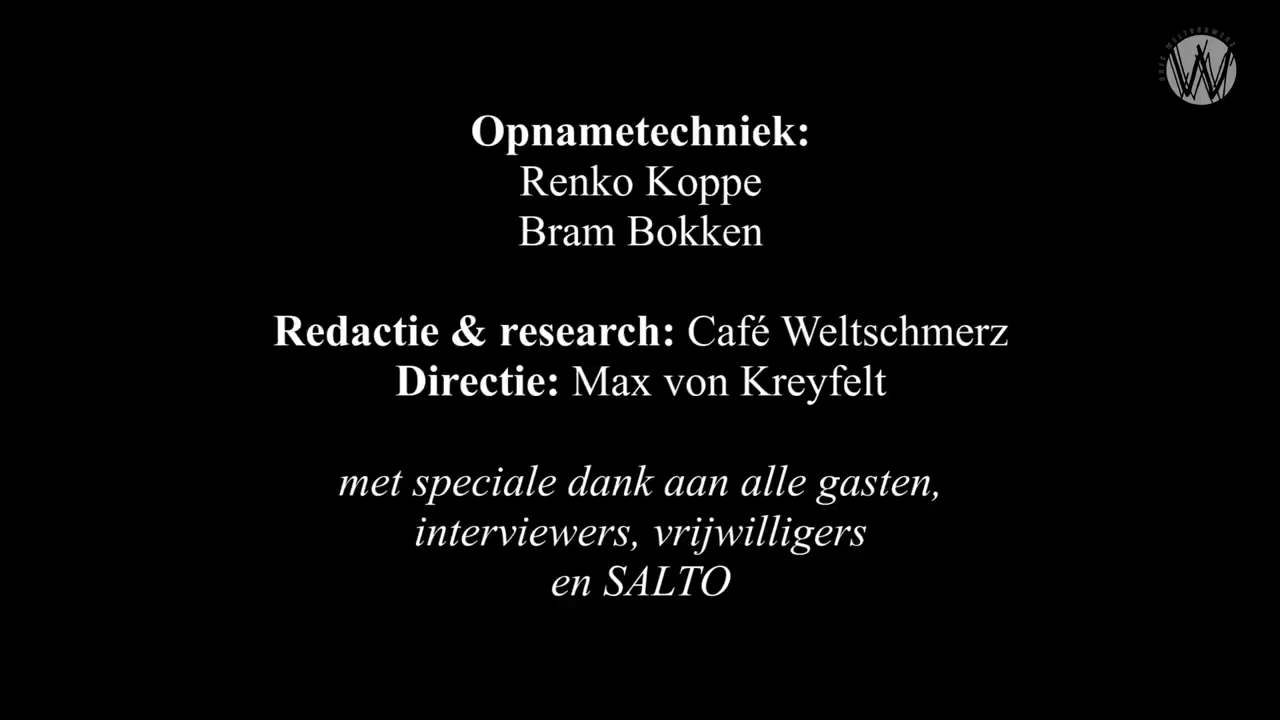 Opnametechniek:
Renko Koppe
Bram Bokken
Redactie & research: Café Weltschmerz
Directie: Max von Kreyfelt
met speciale dank aan alle gasten,
interviewers, vrijwilligers
en SALTO